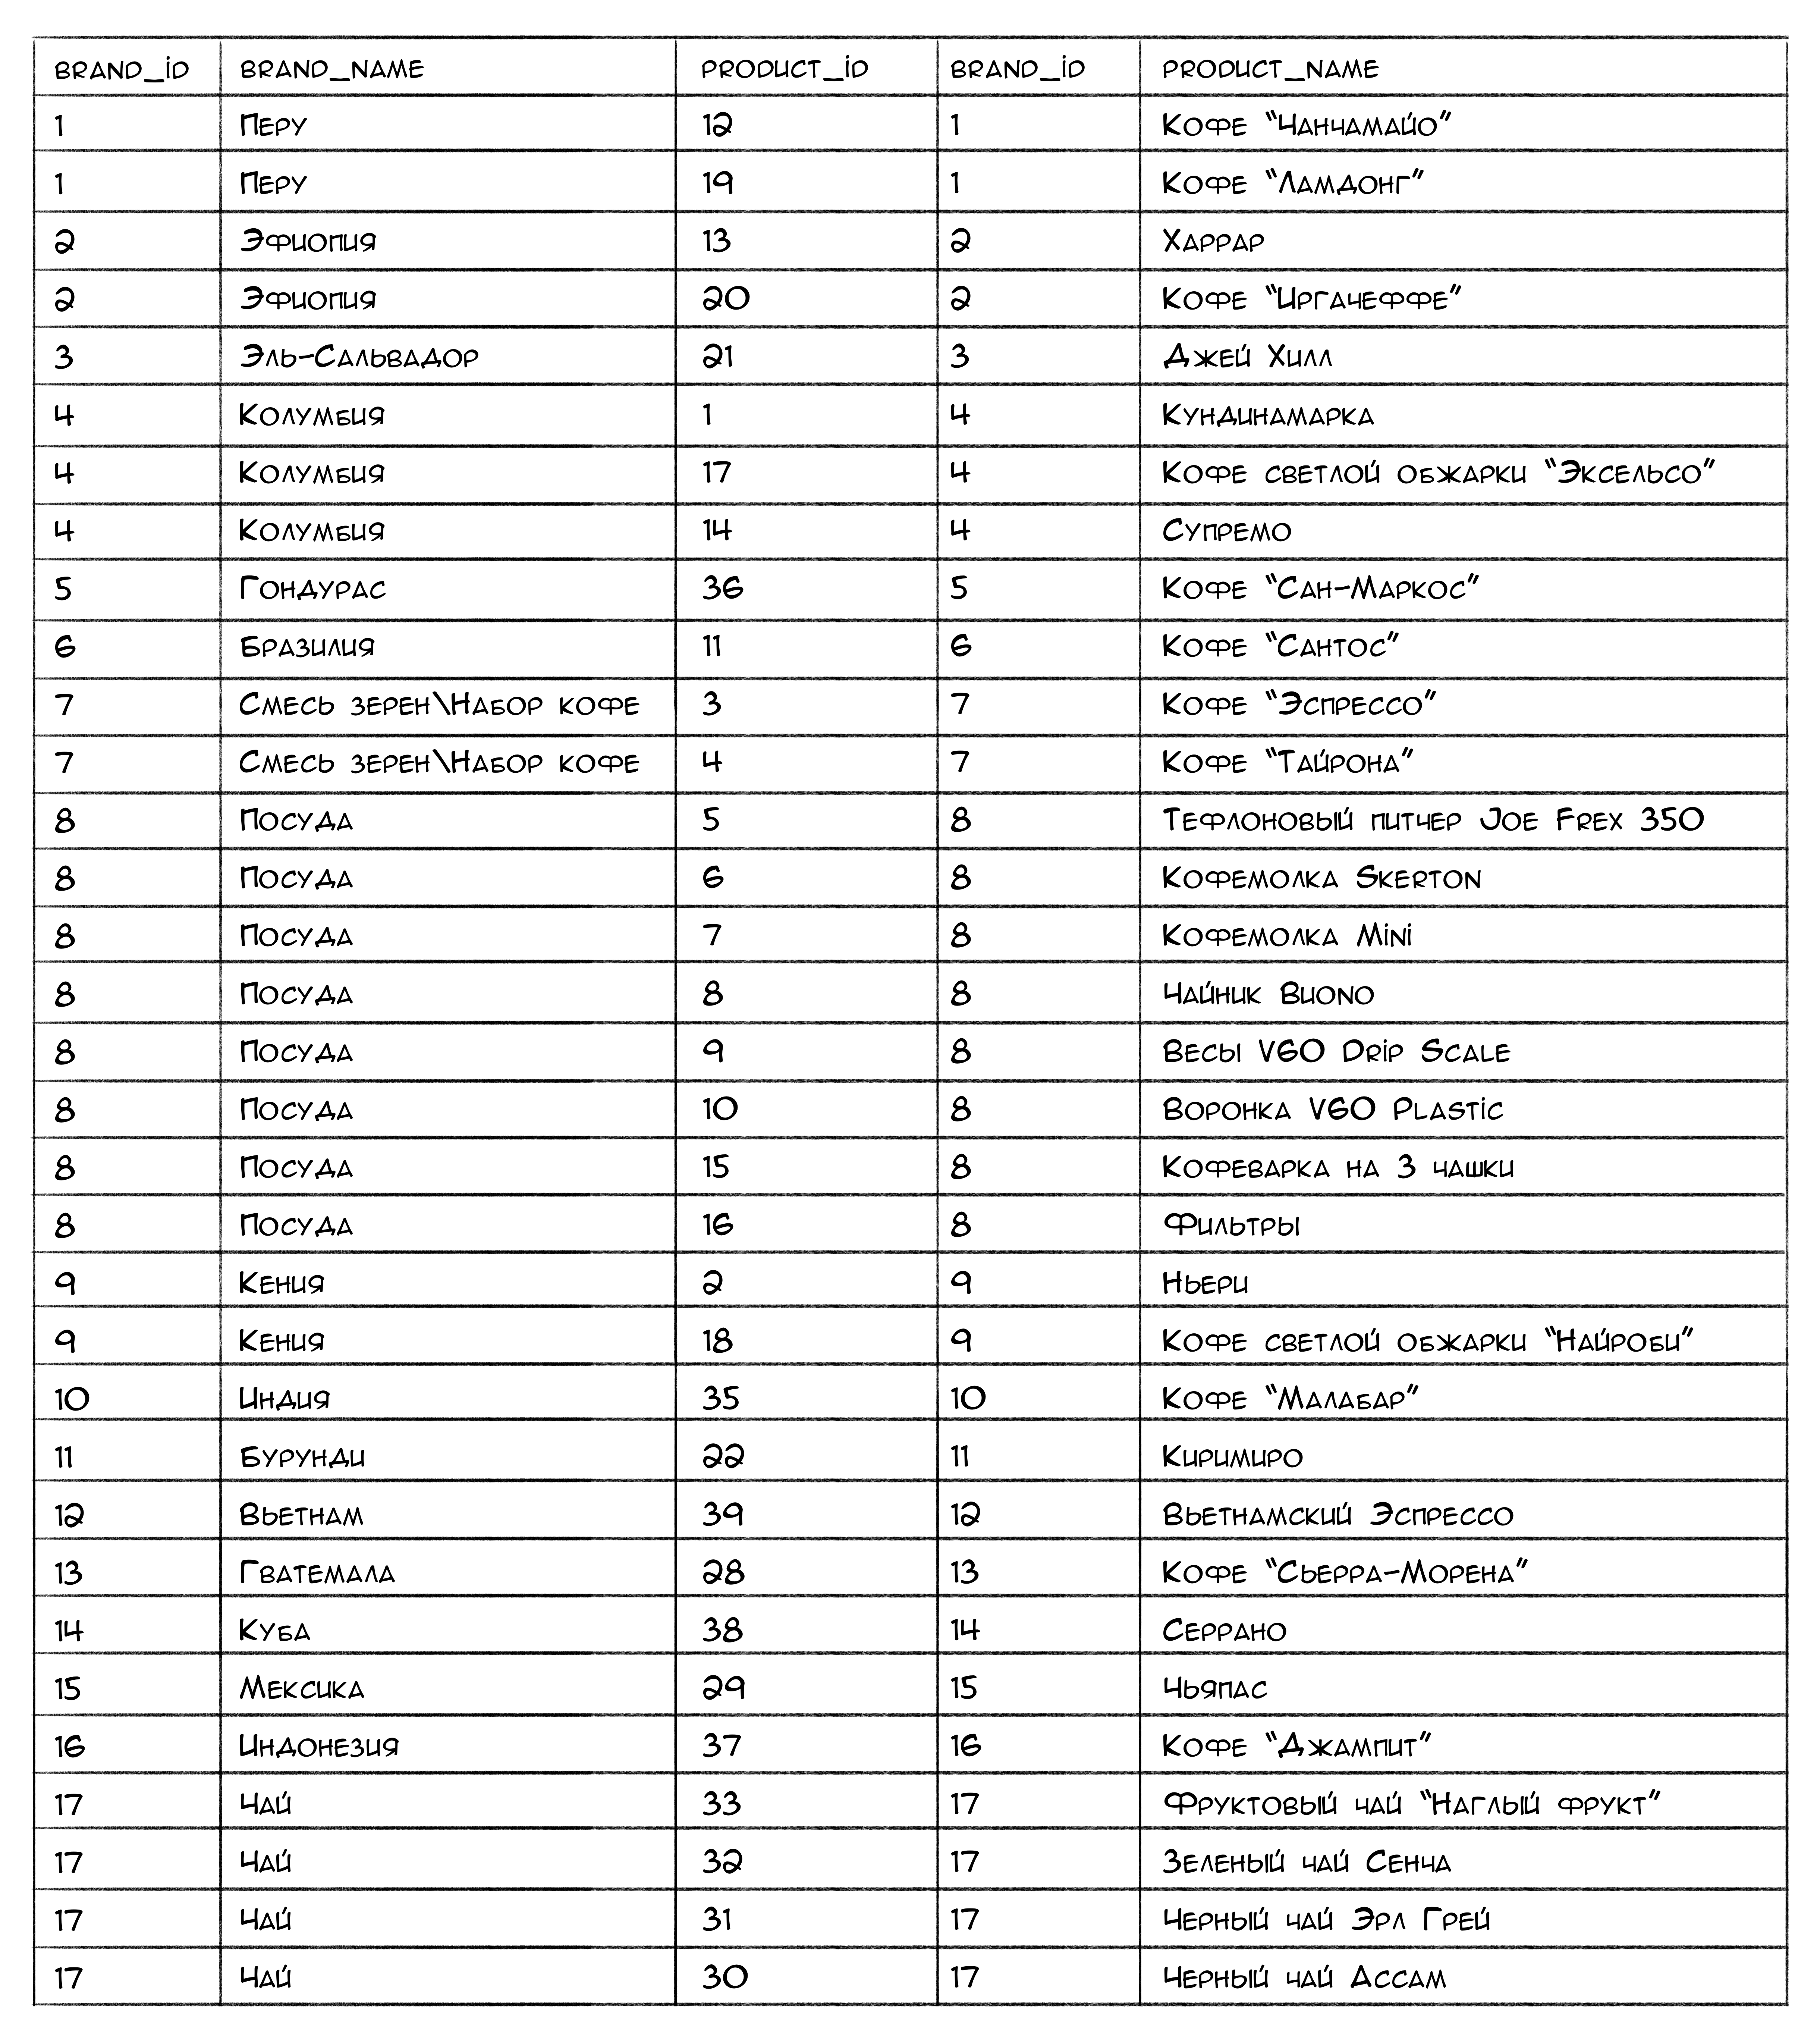 BRAND_ID BRAND_NAME PRODUCT_ID BRAND_ID PRODUCT_NAME
1 Перу 12 1 Кофе "Чанчамайо"
1 Перу 19 1 Кофе "Ламдонг"
2 Эфиопия 13 2 Харрар
2 Эфиопия 20 2 Кофе "Иргачеффе"
3 Эль-Сальвадор 21 3 Джей Хилл
4 Колумбия 1 4 Кундинамарка
4 Колумбия 17 4 Кофе светлой обжарки "Эксельсо"
4 Колумбия 14 4 Супремо
5 Гондурас 36 5 Кофе "Сан-Маркос"
6 Бразилия 11 6 Кофе "Сантос"
7 Смесь зерен\Набор кофе 3 7 Кофе "Эспрессо"
7 Смесь зерен\Набор кофе 4 7 Кофе "Тайрона"
8 Посуда 5 8 Тефлоновый питчер Joe Frex 350
8 Посуда 6 8 Кофемолка Skerton
8 Посуда 7 8 Кофемолка Mini
8 Посуда 8 8 Чайник Buono
8 Посуда 9 8 Весы V60 Drip Scale
8 Посуда 10 8 Воронка V60 Plastic
8 Посуда 15 8 Кофеварка на 3 чашки
8 Посуда 16 8 Фильтры
9 Кения 2 9 Ньери
9 Кения 18 9 Кофе светлой обжарки "Найроби"
10 Индия 35 10 Кофе "Малабар"
11 Бурунди 22 11 Киримиро
12 Вьетнам 39 12 Вьетнамский Эспрессо
13 Гватемала 28 13 Кофе "Сьерра-Морена"
14 Куба 38 14 Серрано
15 Мексика 29 15 Чьяпас
16 Индонезия 37 16 Кофе "Джампит"
17 Чай 33 17 Фруктовый чай "Наглый фрукт"
17 Чай 32 17 Зеленый чай Сенча
17 Чай 31 17 Черный чай Эрл Грей
17 Чай 30 17 Черный чай Ассам